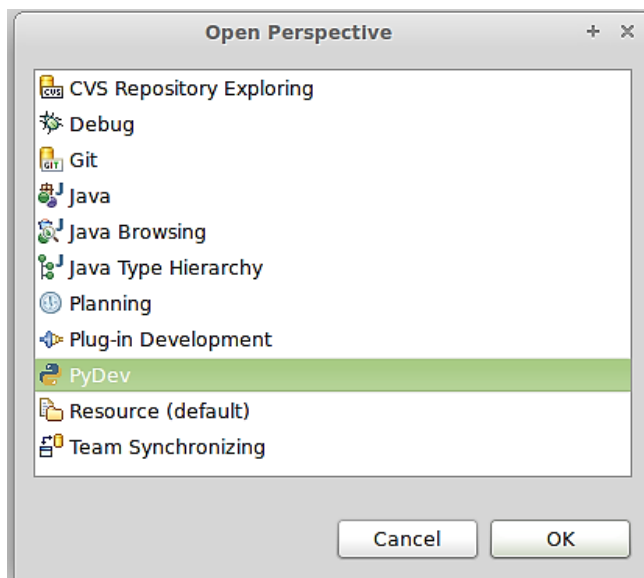 Open Perspective
CVS Repository Exploring
Debug
Git
Java
Java Browsing
Java Type Hierarchy
Planning
Plug-in Development
PyDev
Resource (default)
Team Synchronizing
Cancel OK